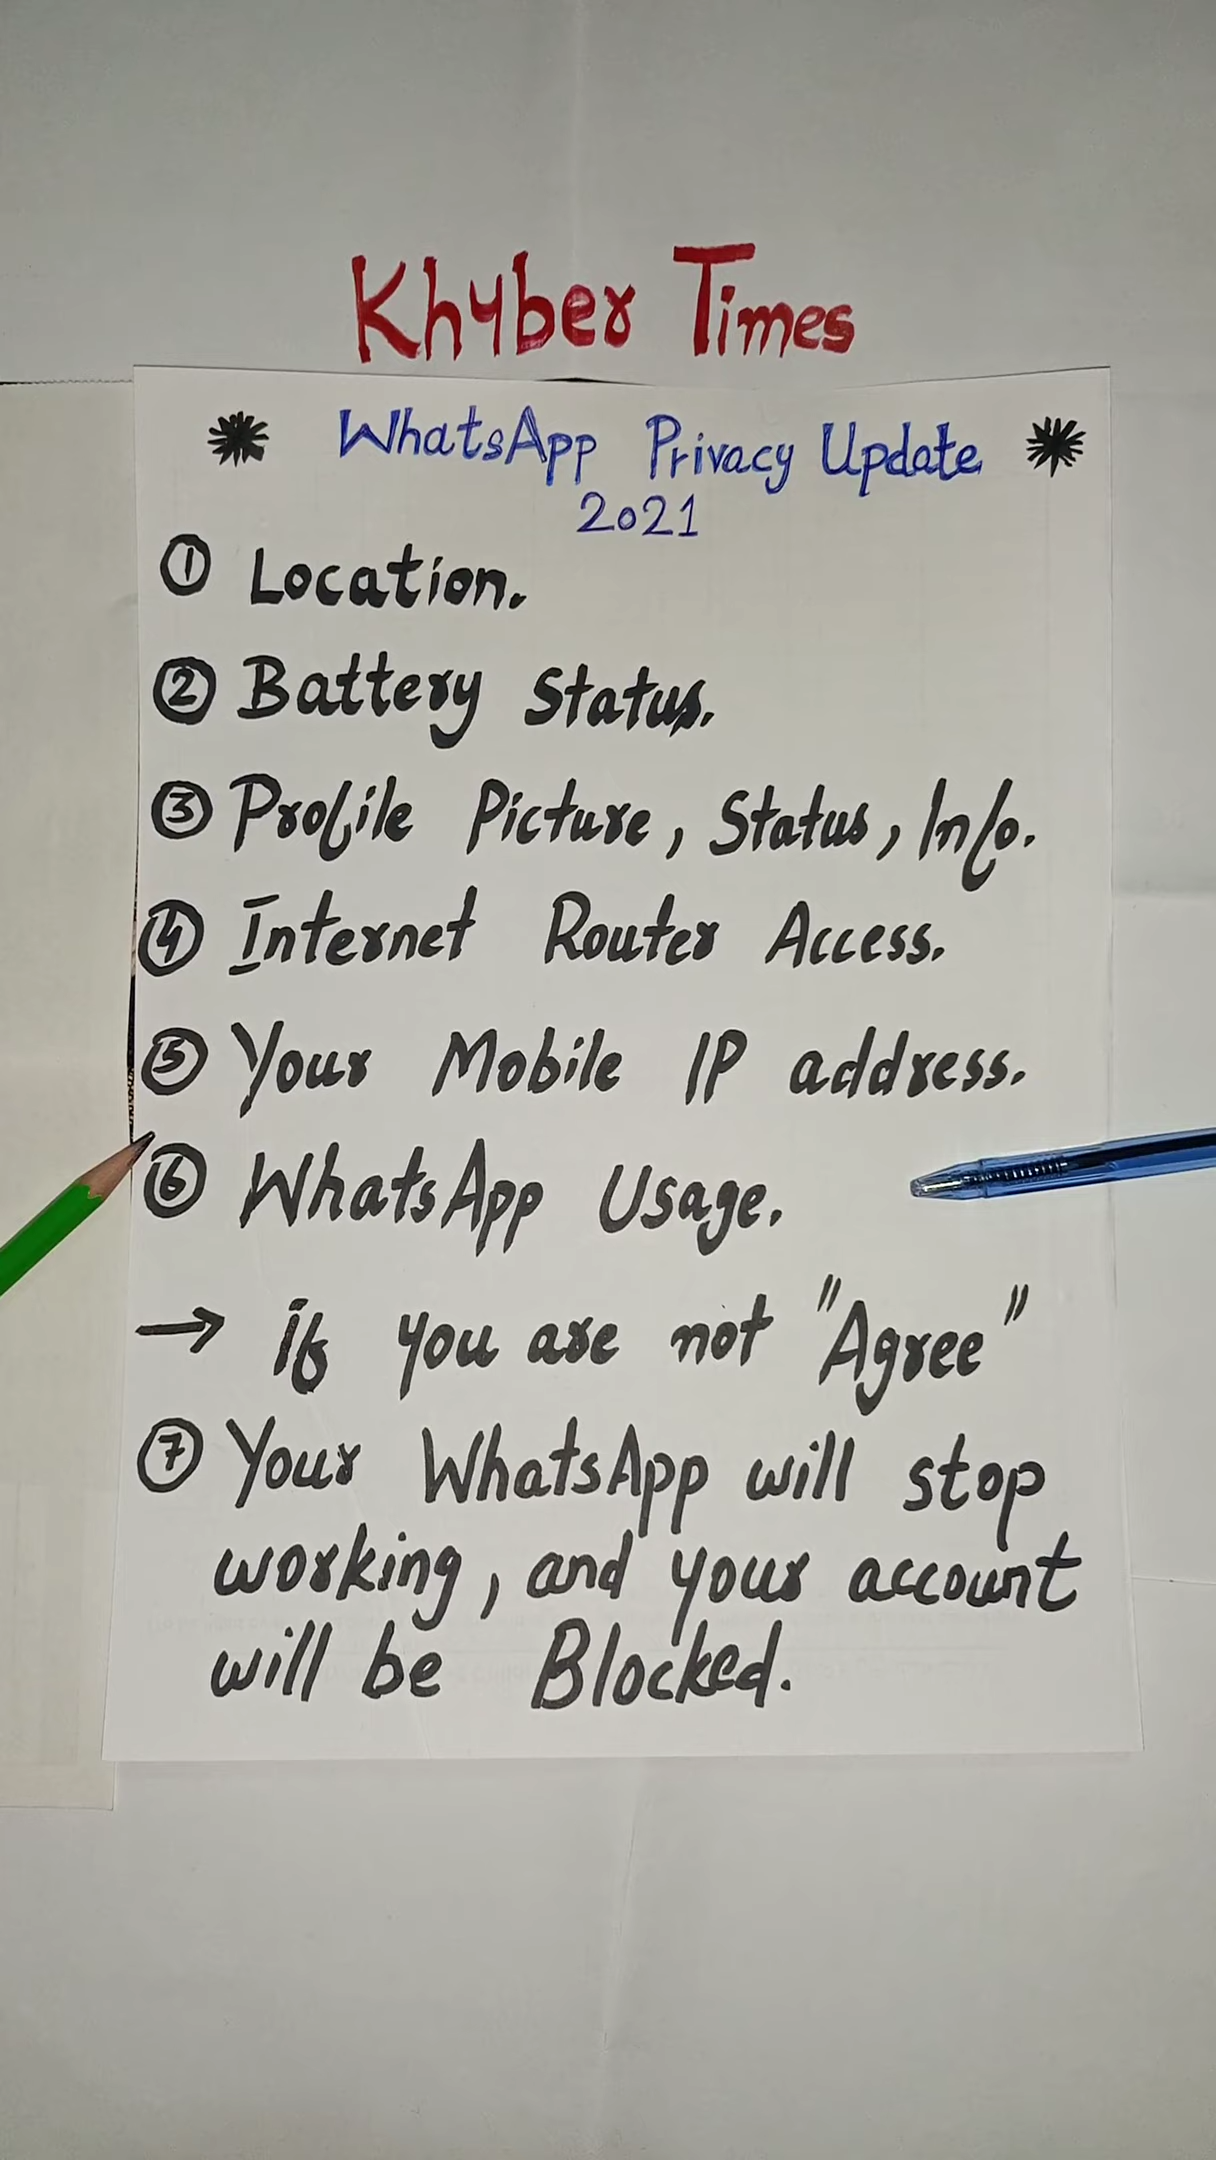 Khyber Times
WhatsApp Privacy Update
2021
① Location.
② Battery Status.
③ Profile Picture, Status, Info.
④ Internet Router Access.
⑤ Your Mobile IP address.
⑥ WhatsApp Usage.
→ if you are not "Agree"
⑦ Your WhatsApp will stop
working, and your account
will be Blocked.